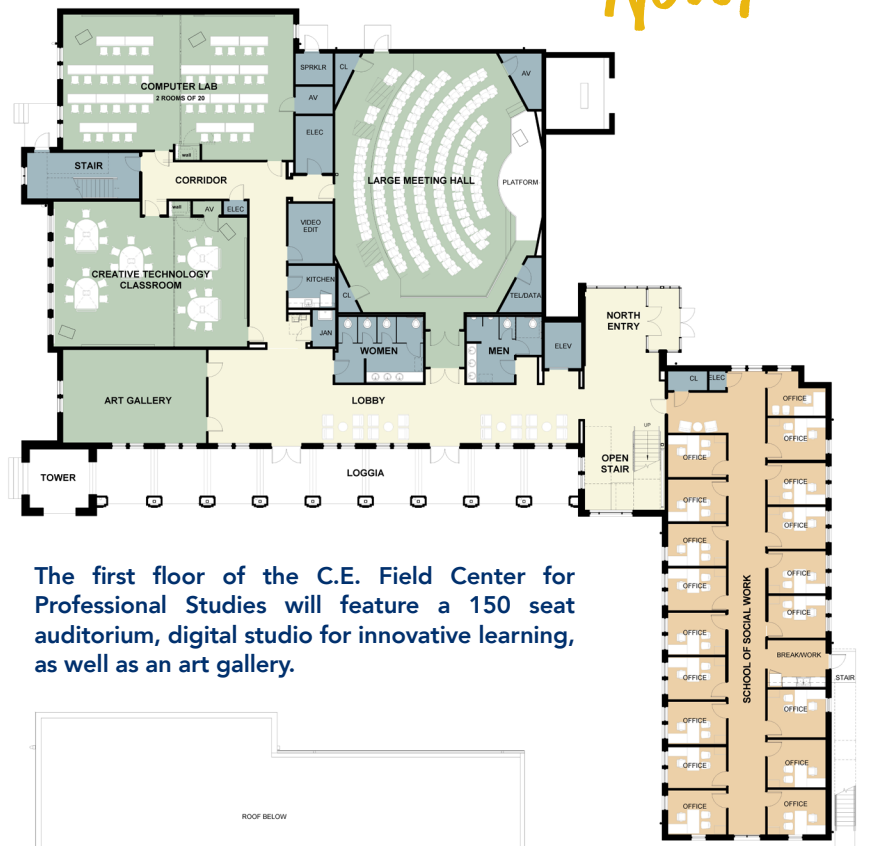 COMPUTER LAB
2 ROOMS OF 20
SPRKLR
CL
AV
AV
ELEC
wall
STAIR
CORRIDOR
LARGE MEETING HALL
PLATFORM
wall
AV
ELEC
VIDEO
EDIT
CREATIVE TECHNOLOGY
CLASSROOM
KITCHEN
CL
TEL/DATA
JAN
WOMEN
MEN
ELEV
NORTH
ENTRY
ART GALLERY
LOBBY
UP
OPEN
STAIR
TOWER
LOGGIA
CL
ELEC
OFFICE
OFFICE
OFFICE
OFFICE
OFFICE
OFFICE
OFFICE
OFFICE
OFFICE
OFFICE
OFFICE
OFFICE
SCHOOL OF SOCIAL WORK
OFFICE
BREAK/WORK
STAIR
OFFICE
OFFICE
OFFICE
OFFICE
OFFICE
The first floor of the C.E. Field Center for
Professional Studies will feature a 150 seat
auditorium, digital studio for innovative learning,
as well as an art gallery.
ROOF BELOW